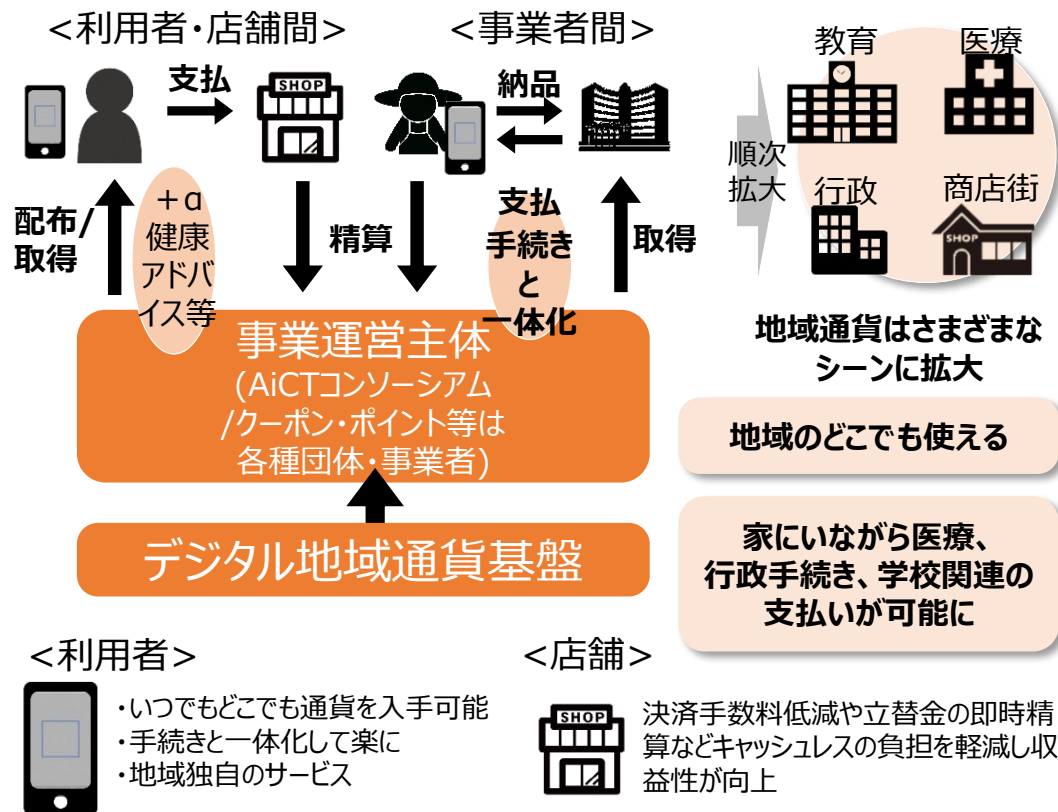 <利用者・店舗間>
<事業者間>
支払
SHOP
納品
配布/
取得
+α
健康
アドバ
イス等
精算
支払
手続き
と
一体化
取得
事業運営主体
(AiCTコンソーシアム
/クーポン・ポイント等は
各種団体・事業者)
デジタル地域通貨基盤
順次
拡大
教育
医療
行政
商店街
SHOP
地域通貨はさまざまな
シーンに拡大
地域のどこでも使える
家にいながら医療、
行政手続き、学校関連の
支払いが可能に
<利用者>
・いつでもどこでも通貨を入手可能
・手続きと一体化して楽に
・地域独自のサービス
<店舗>
SHOP
決済手数料低減や立替金の即時精
算などキャッシュレスの負担を軽減し収
益性が向上